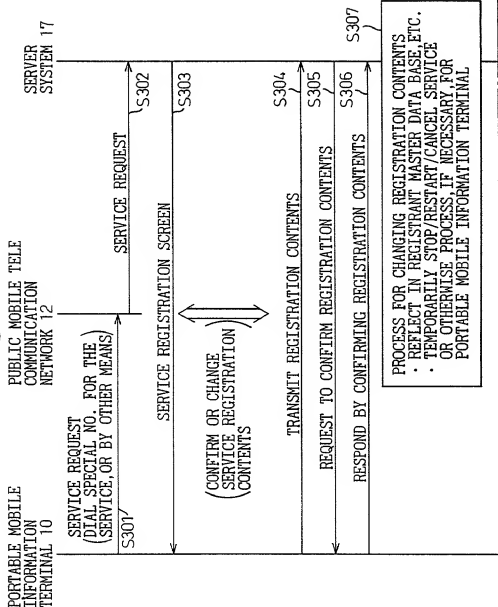 PORTABLE MOBILE
INFORMATION
TERMINAL 10
PUBLIC MOBILE TELE
COMMUNICATION
NETWORK 12
SERVER
SYSTEM 17
SERVICE REQUEST
(DIAL SPECIAL NO. FOR THE
SERVICE, OR BY OTHER MEANS)
S301
SERVICE REQUEST
S302
SERVICE REGISTRATION SCREEN
S303
(CONFIRM OR CHANGE
SERVICE REGISTRATION
CONTENTS)
TRANSMIT REGISTRATION CONTENTS
S304
REQUEST TO CONFIRM REGISTRATION CONTENTS
S305
RESPOND BY CONFIRMING REGISTRATION CONTENTS
S306
S307
PROCESS FOR CHANGING REGISTRATION CONTENTS
· REFLECT IN REGISTRANT MASTER DATA BASE, ETC.
· TEMPORARILY STOP/RESTART/CANCEL SERVICE
OR OTHERWISE PROCESS, IF NECESSARY, FOR
PORTABLE MOBILE INFORMATION TERMINAL